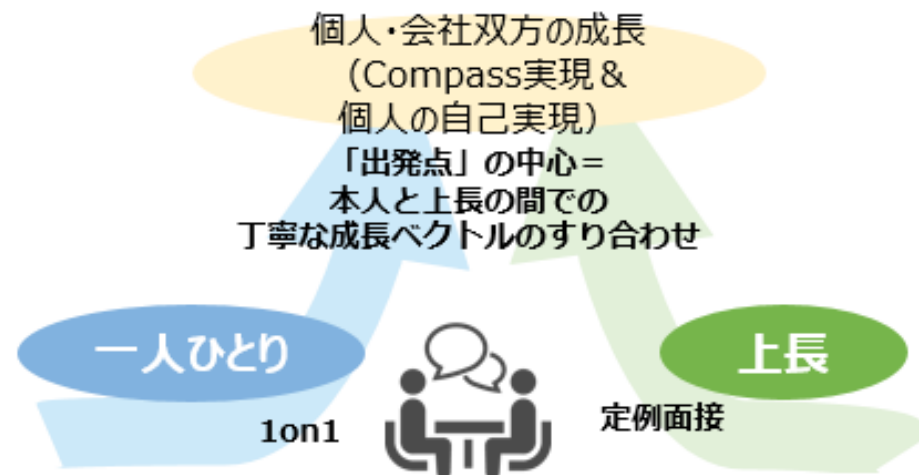 個人・会社双方の成長
（Compass実現＆
個人の自己実現）
「出発点」の中心＝
本人と上長の間での
丁寧な成長ベクトルのすり合わせ
一人ひとり
上長
1on1
定例面接